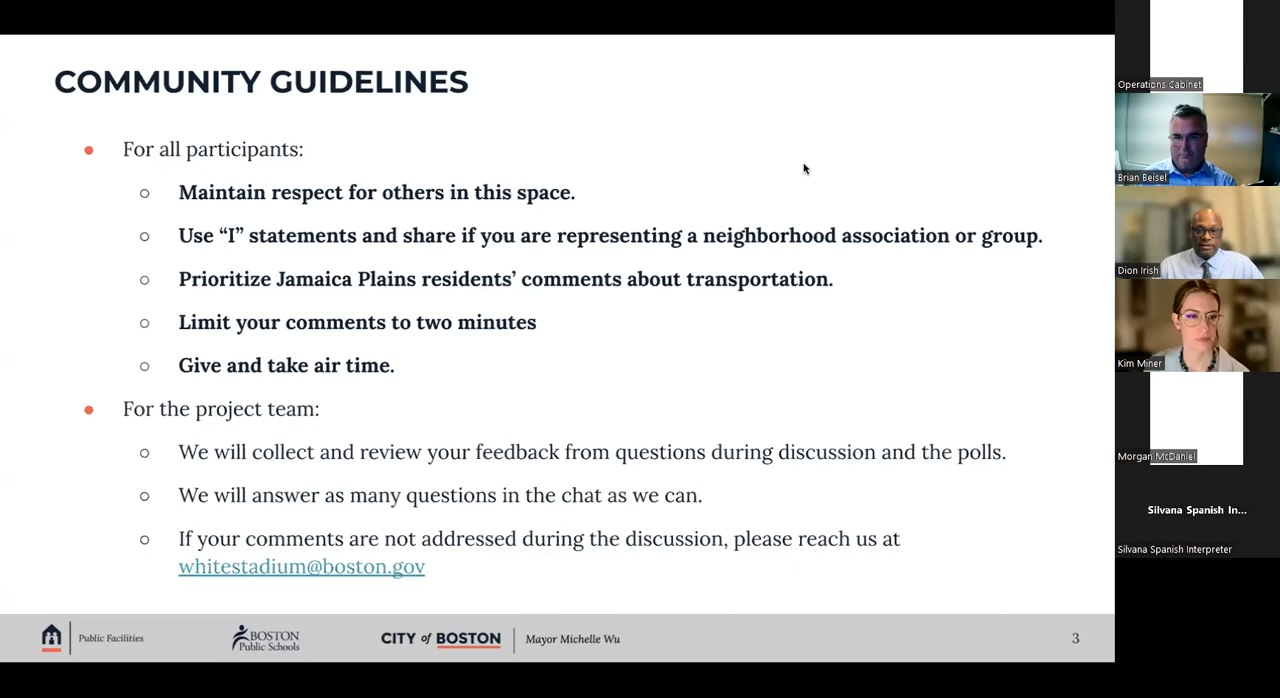 COMMUNITY GUIDELINES
For all participants:
Maintain respect for others in this space.
Use “I” statements and share if you are representing a neighborhood association or group.
Prioritize Jamaica Plains residents’ comments about transportation.
Limit your comments to two minutes
Give and take air time.
For the project team:
We will collect and review your feedback from questions during discussion and the polls.
We will answer as many questions in the chat as we can.
If your comments are not addressed during the discussion, please reach us at
whitestadium@boston.gov
Public Facilities
BOSTON
Public Schools
CITY of BOSTON
Mayor Michelle Wu
3
Operations Cabinet
Brian Beisel
Dion Irish
Kim Miner
Morgan McDaniel
Silvana Spanish In...
Silvana Spanish Interpreter